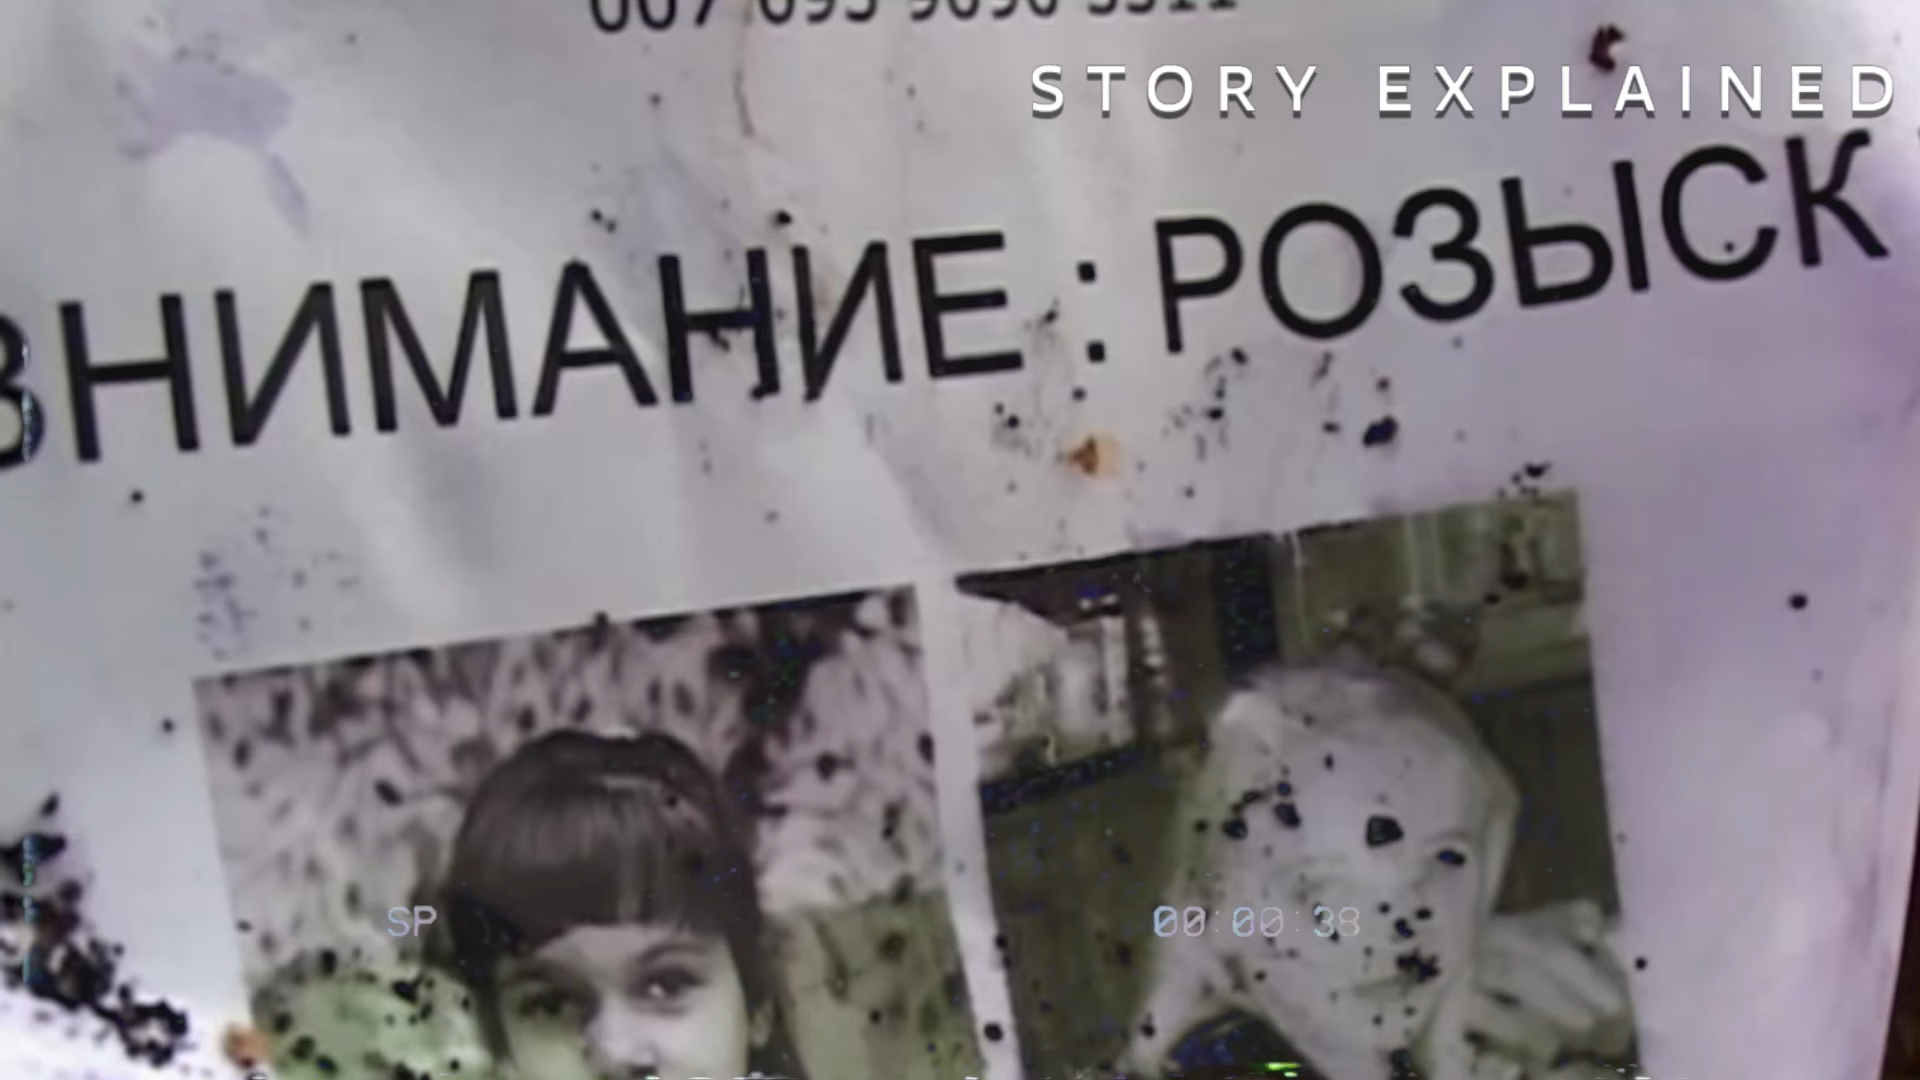 STORY EXPLAINED
ВНИМАНИЕ : РОЗЫСК
SP
00:00:38